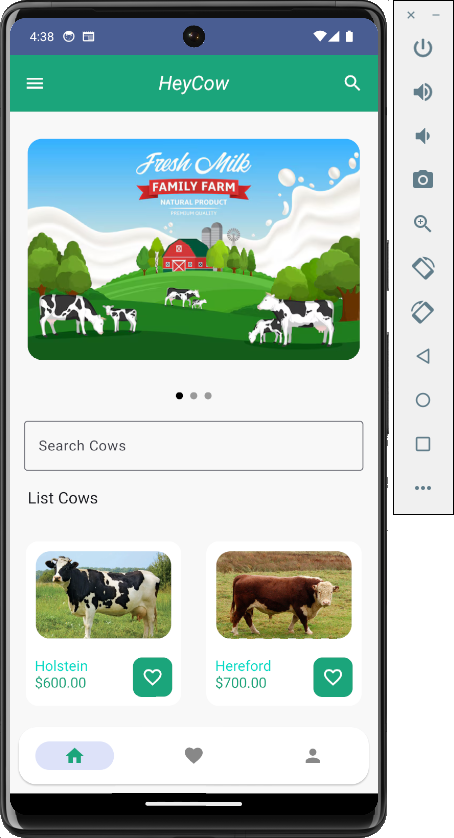 4:38
HeyCow
Fresh Milk
FAMILY FARM
NATURAL PRODUCT
PREMIUM QUALITY
Search Cows
List Cows
Holstein
$600.00
Hereford
$700.00